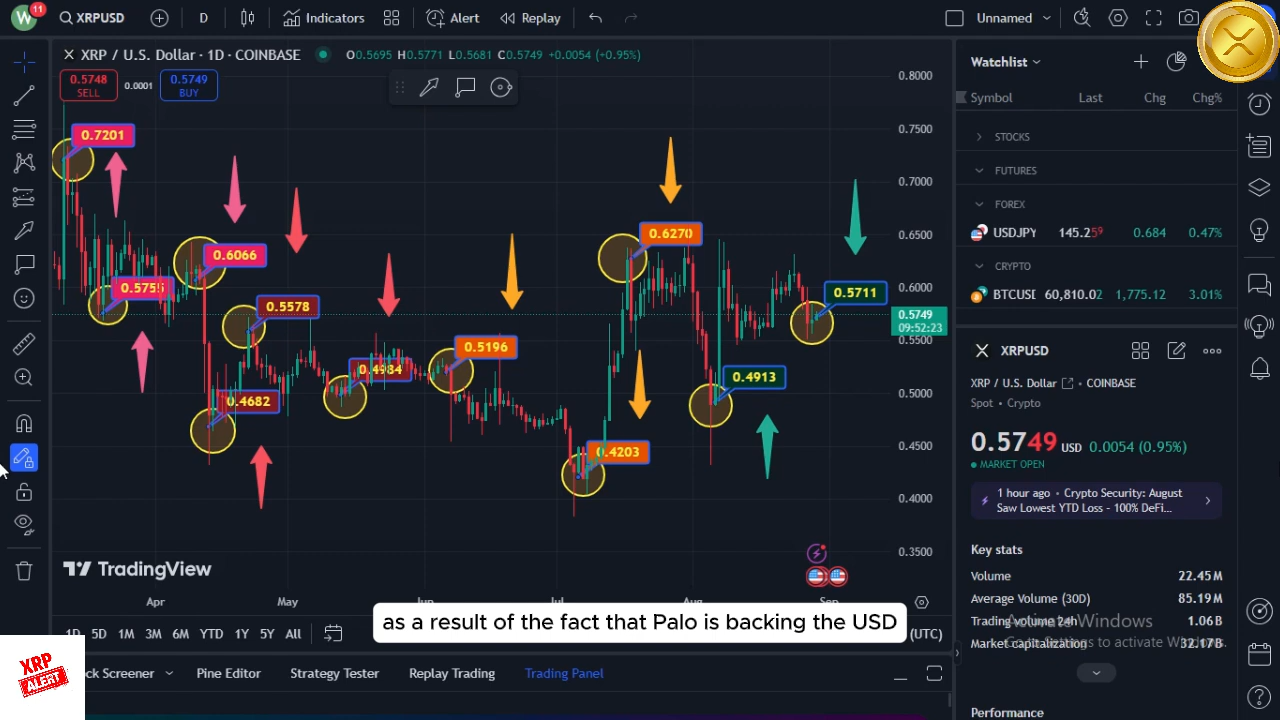 W 11 XRPUSD D Indicators Alert Replay Unnamed
XRP / U.S. Dollar · 1D · COINBASE O0.5695 H0.5771 L0.5681 C0.5749 +0.0054 (+0.95%)
0.5748
SELL
0.0001
0.5749
BUY
0.7201
0.6066
0.5755
0.5578
0.4682
0.4984
0.5196
0.4203
0.6270
0.4913
0.5711
0.8000
0.7500
0.7000
0.6500
0.6000
0.5749
09:52:23
0.5500
0.5000
0.4500
0.4000
0.3500
TradingView
Apr May Jun Jul Aug Sep
as a result of the fact that Palo is backing the USD
1D 5D 1M 3M 6M YTD 1Y 5Y All (UTC)
ck Screener Pine Editor Strategy Tester Replay Trading Trading Panel
XRP
ALERT
Watchlist
Symbol Last Chg Chg%
STOCKS
FUTURES
FOREX
USDJPY 145.259 0.684 0.47%
CRYPTO
BTCUSD 60,810.02 1,775.12 3.01%
XRPUSD
XRP / U.S. Dollar · COINBASE
Spot · Crypto
0.5749 USD 0.0054 (0.95%)
MARKET OPEN
1 hour ago · Crypto Security: August
Saw Lowest YTD Loss - 100% DeFi...
Key stats
Volume 22.45M
Average Volume (30D) 85.19M
Trading volume 24h 1.06B
Market capitalization 32.17B
Activate Windows
Go to Settings to activate Windows.
Performance